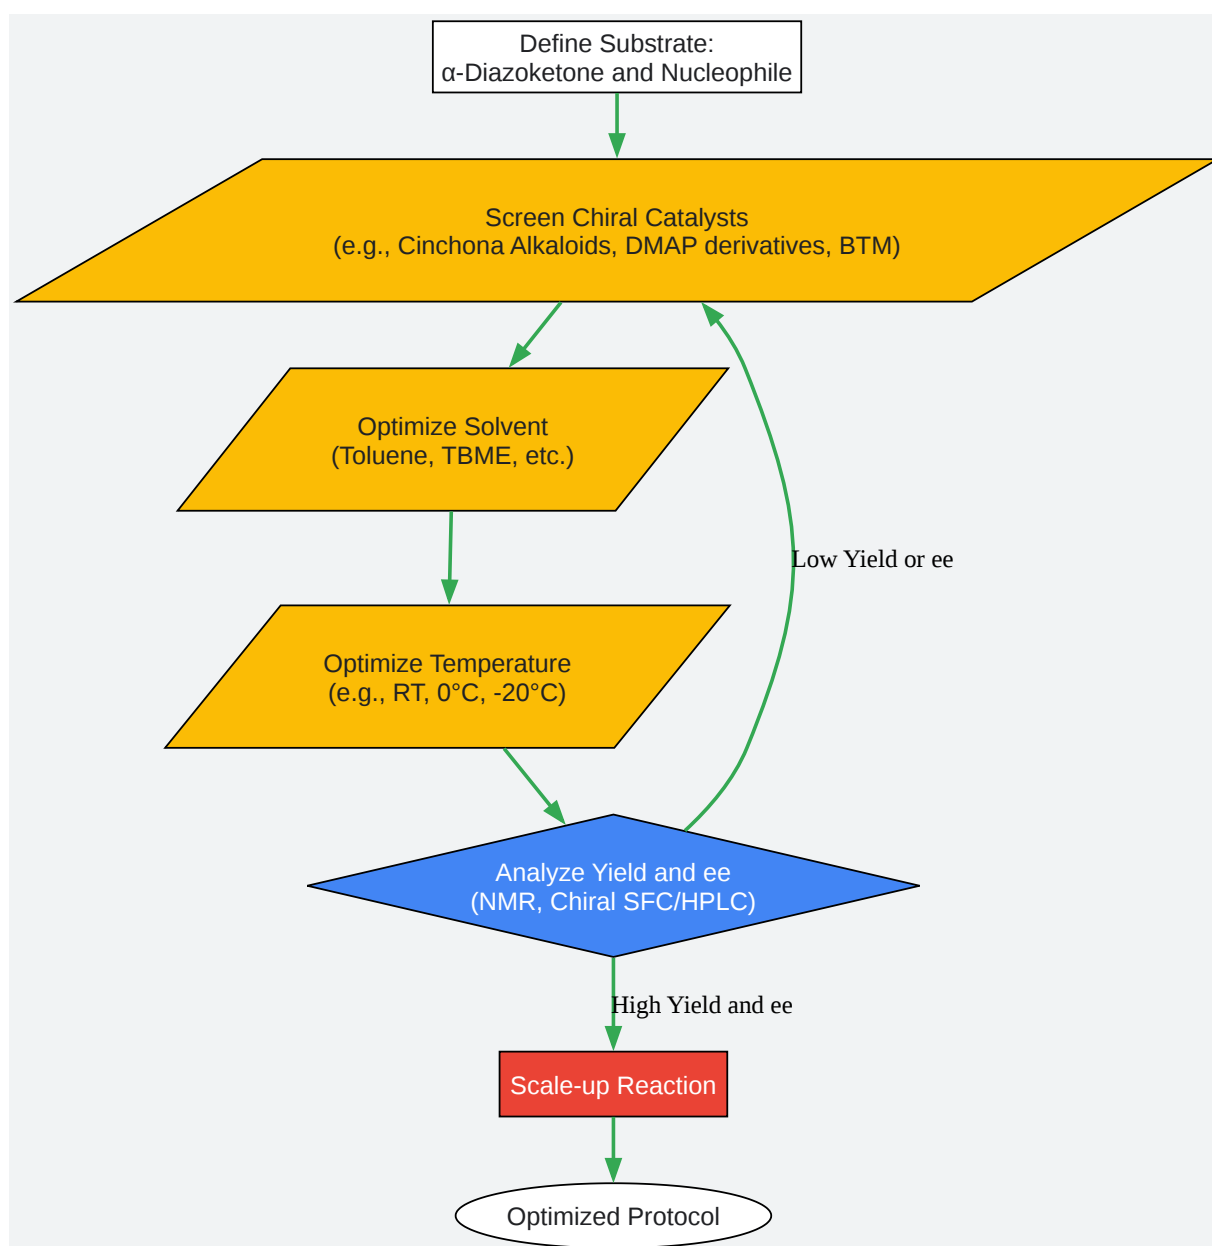 Define Substrate:
α-Diazoketone and Nucleophile
Screen Chiral Catalysts
(e.g., Cinchona Alkaloids, DMAP derivatives, BTM)
Optimize Solvent
(Toluene, TBME, etc.)
Low Yield or ee
Optimize Temperature
(e.g., RT, 0°C, -20°C)
Analyze Yield and ee
(NMR, Chiral SFC/HPLC)
High Yield and ee
Scale-up Reaction
Optimized Protocol